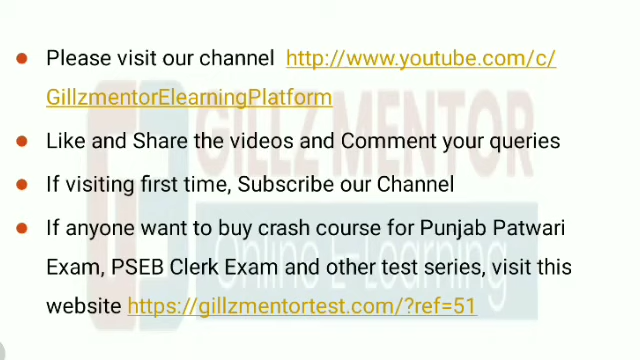 Please visit our channel http://www.youtube.com/c/
GillzmentorElearningPlatform
Like and Share the videos and Comment your queries
If visiting first time, Subscribe our Channel
If anyone want to buy crash course for Punjab Patwari
Exam, PSEB Clerk Exam and other test series, visit this
website https://gillzmentortest.com/?ref=51
GILLZ MENTOR
Online E-Learning